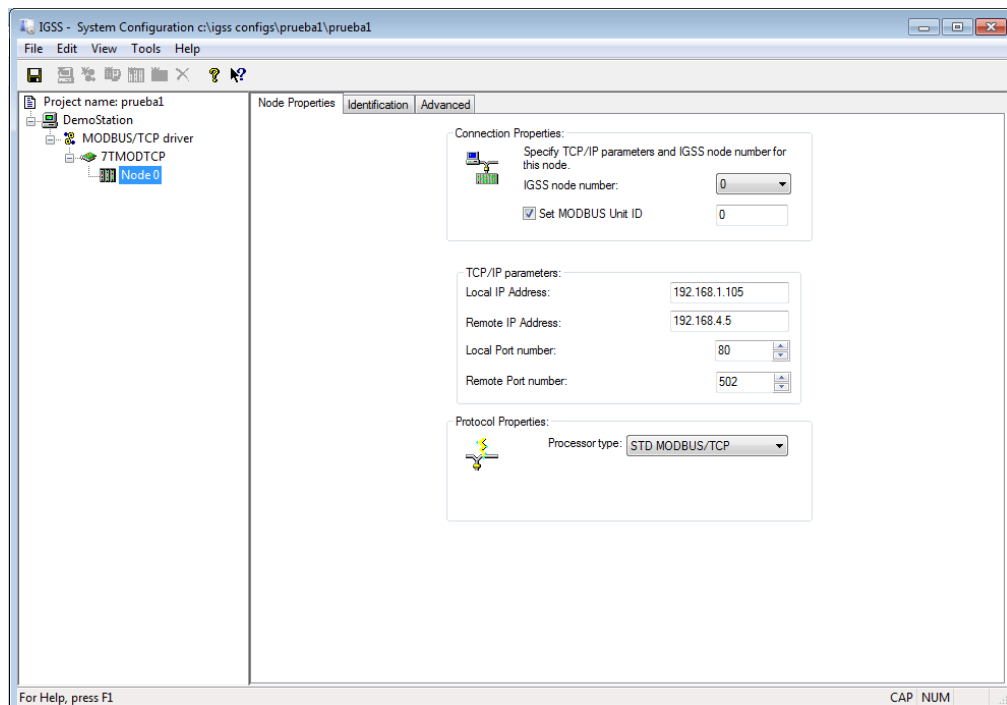 IGSS - System Configuration c:\igss configs\prueba1\prueba1
File Edit View Tools Help
Project name: prueba1
DemoStation
MODBUS/TCP driver
7TMODTCP
Node 0
Node Properties Identification Advanced
Connection Properties:
Specify TCP/IP parameters and IGSS node number for
this node.
IGSS node number: 0
Set MODBUS Unit ID 0
TCP/IP parameters:
Local IP Address: 192.168.1.105
Remote IP Address: 192.168.4.5
Local Port number: 80
Remote Port number: 502
Protocol Properties:
Processor type: STD MODBUS/TCP
For Help, press F1
CAP NUM